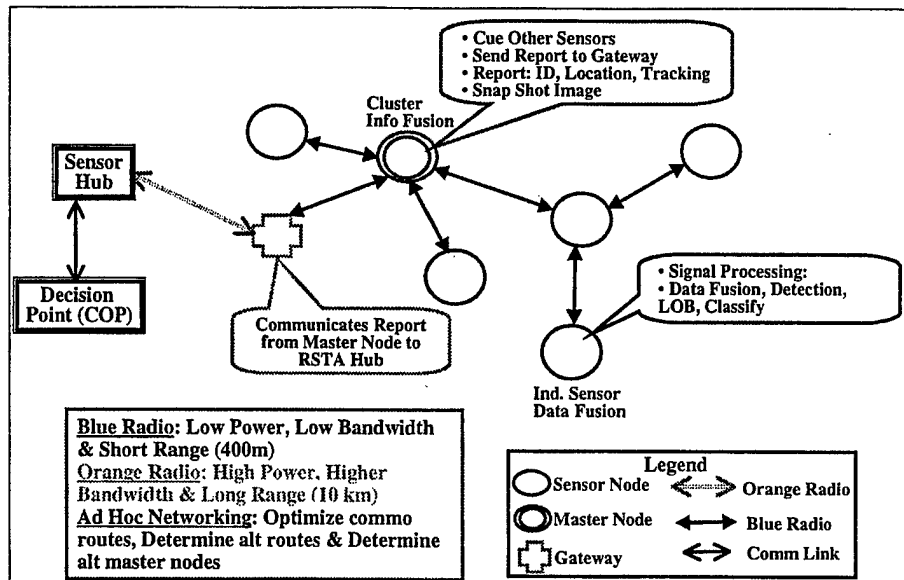 • Cue Other Sensors
• Send Report to Gateway
• Report: ID, Location, Tracking
• Snap Shot Image
Cluster
Info Fusion
Sensor
Hub
Decision
Point (COP)
• Signal Processing:
• Data Fusion, Detection,
LOB, Classify
Communicates Report
from Master Node to
RSTA Hub
Ind. Sensor
Data Fusion
Blue Radio: Low Power, Low Bandwidth
& Short Range (400m)
Orange Radio: High Power, Higher
Bandwidth & Long Range (10 km)
Ad Hoc Networking: Optimize commo
routes, Determine alt routes & Determine
alt master nodes
Legend
Sensor Node
Orange Radio
Master Node
Blue Radio
Gateway
Comm Link